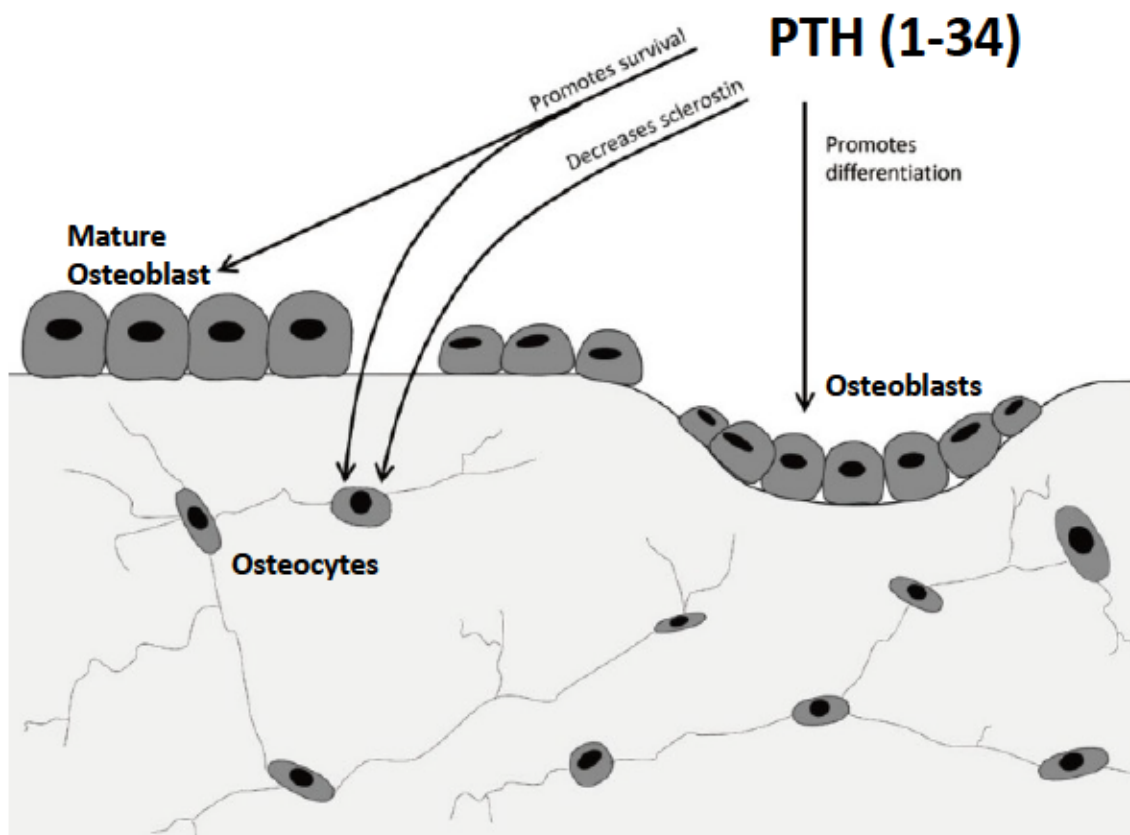 PTH (1-34)
Promotes survival
Decreases sclerostin
Promotes
differentiation
Mature
Osteoblast
Osteoblasts
Osteocytes